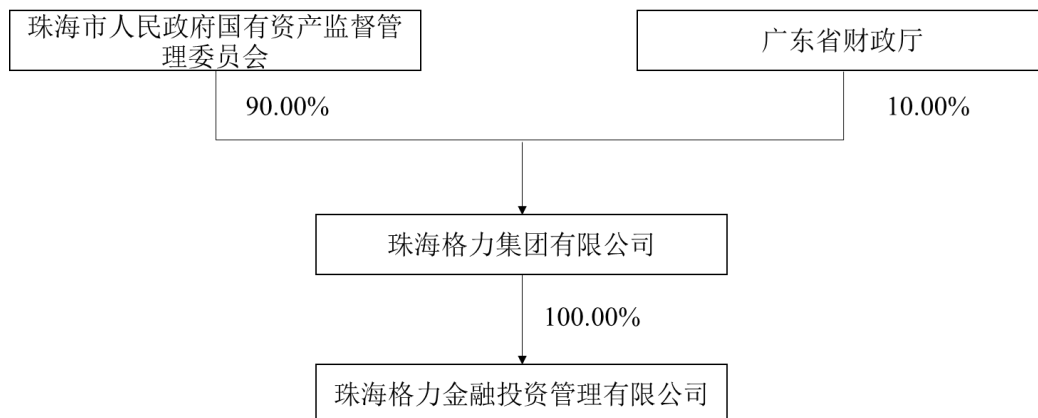 珠海市人民政府国有资产监督管
理委员会
广东省财政厅
90.00%
10.00%
珠海格力集团有限公司
100.00%
珠海格力金融投资管理有限公司